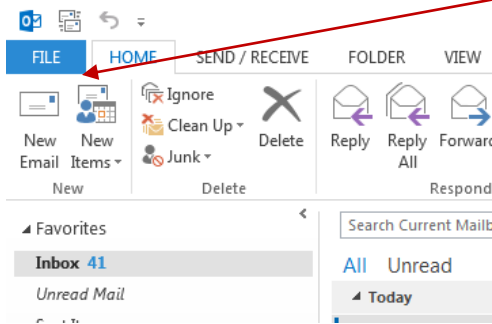 FILE HOME SEND / RECEIVE FOLDER VIEW
Ignore
Clean Up
Junk
New Email
New Items
Delete
Reply
Reply All
Forward
New Delete Respond
Favorites
Search Current Mailb
Inbox 41
All Unread
Unread Mail
Today